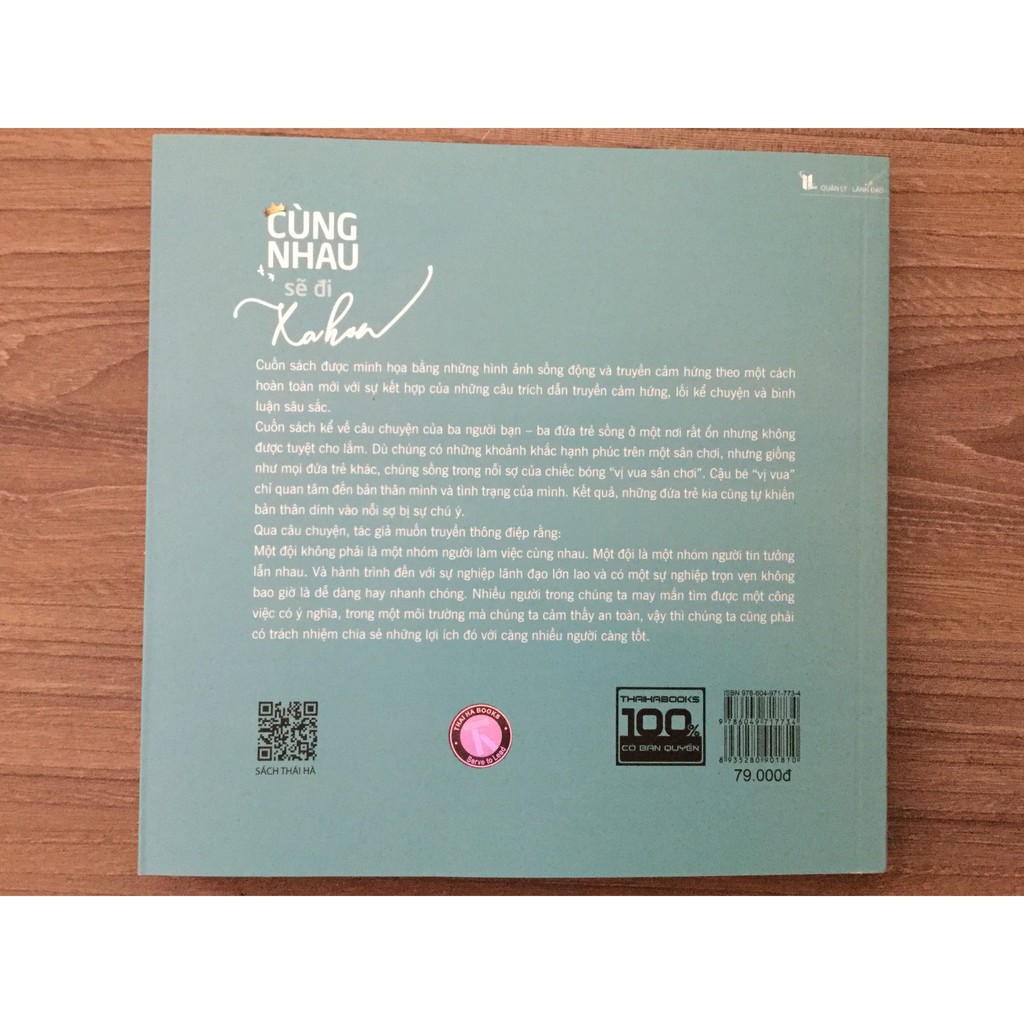 QUẢN LÝ - LÃNH ĐẠO
CÙNG
NHAU
sẽ đi
Xa hơn
Cuốn sách được minh họa bằng những hình ảnh sống động và truyền cảm hứng theo một cách
hoàn toàn mới với sự kết hợp của những câu trích dẫn truyền cảm hứng, lối kể chuyện và bình
luận sâu sắc.
Cuốn sách kể về câu chuyện của ba người bạn – ba đứa trẻ sống ở một nơi rất ổn nhưng không
được tuyệt cho lắm. Dù chúng có những khoảnh khắc hạnh phúc trên một sân chơi, nhưng giống
như mọi đứa trẻ khác, chúng sống trong nỗi sợ của chiếc bóng “vị vua sân chơi”. Cậu bé “vị vua”
chỉ quan tâm đến bản thân mình và tình trạng của mình. Kết quả, những đứa trẻ kia cũng tự khiến
bản thân dính vào nỗi sợ bị sự chú ý.
Qua câu chuyện, tác giả muốn truyền thông điệp rằng:
Một đội không phải là một nhóm người làm việc cùng nhau. Một đội là một nhóm người tin tưởng
lẫn nhau. Và hành trình đến với sự nghiệp lãnh đạo lớn lao và có một sự nghiệp trọn vẹn không
bao giờ là dễ dàng hay nhanh chóng. Nhiều người trong chúng ta may mắn tìm được một công
việc có ý nghĩa, trong một môi trường mà chúng ta cảm thấy an toàn, vậy thì chúng ta cũng phải
có trách nhiệm chia sẻ những lợi ích đó với càng nhiều người càng tốt.
SÁCH THÁI HÀ
THAI HA BOOKS
Serve to Lead
THAIHABOOKS
100%
CÓ BẢN QUYỀN
ISBN 978-604-971-773-4
9 786049 717734
8 935280 901810
79.000đ